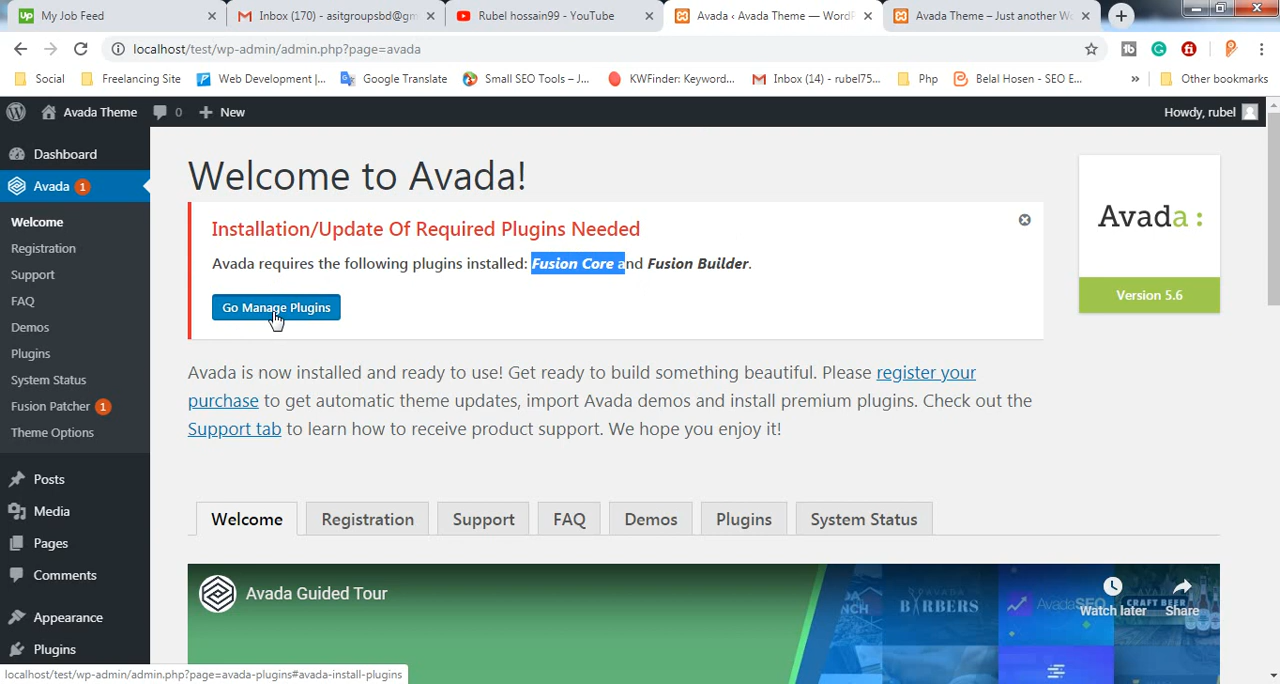 My Job Feed
Inbox (170) - asitgroupsbd@gm
Rubel hossain99 - YouTube
Avada ‹ Avada Theme — WordP
Avada Theme – Just another W
localhost/test/wp-admin/admin.php?page=avada
Social
Freelancing Site
Web Development |...
Google Translate
Small SEO Tools – J...
KWFinder: Keyword...
Inbox (14) - rubel75...
Php
Belal Hosen - SEO E...
»
Other bookmarks
Avada Theme
0
New
Howdy, rubel
Dashboard
Avada 1
Welcome
Registration
Support
FAQ
Demos
Plugins
System Status
Fusion Patcher 1
Theme Options
Posts
Media
Pages
Comments
Appearance
Plugins
Welcome to Avada!
Installation/Update Of Required Plugins Needed
Avada requires the following plugins installed: Fusion Core and Fusion Builder.
Go Manage Plugins
Avada :
Version 5.6
Avada is now installed and ready to use! Get ready to build something beautiful. Please register your
purchase to get automatic theme updates, import Avada demos and install premium plugins. Check out the
Support tab to learn how to receive product support. We hope you enjoy it!
Welcome
Registration
Support
FAQ
Demos
Plugins
System Status
Avada Guided Tour
BARBERS
CRAFT BEER
Watch later
Share
localhost/test/wp-admin/admin.php?page=avada-plugins#avada-install-plugins